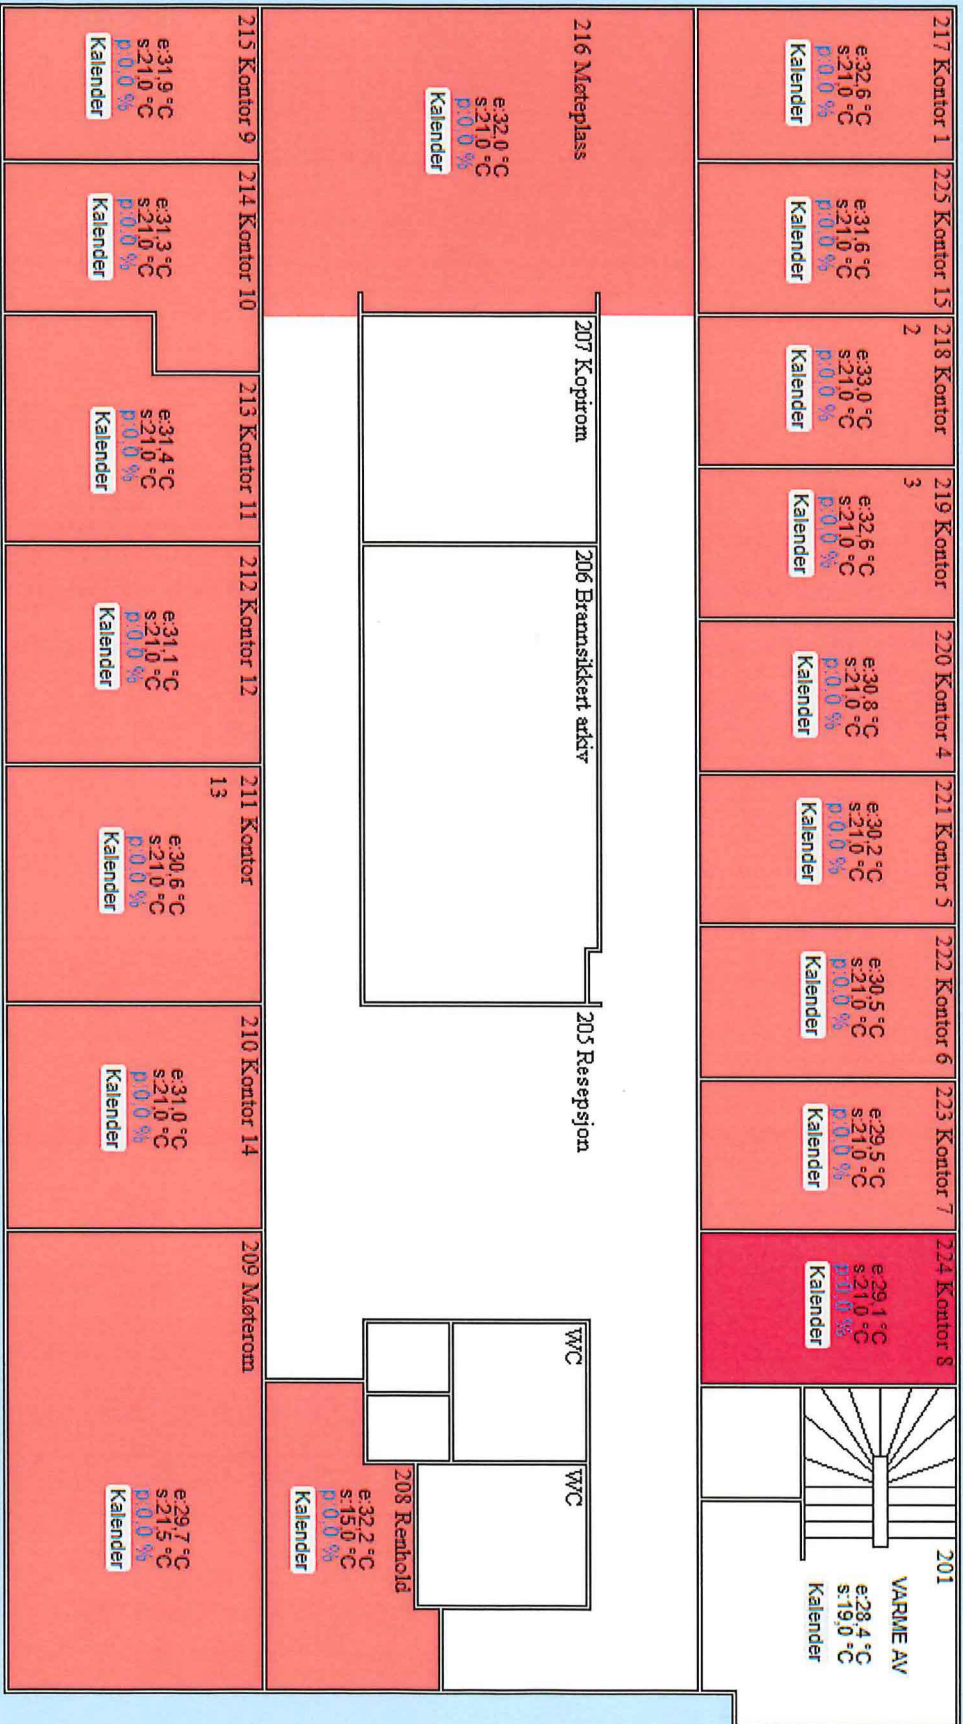 217 Kontor 1
e:32,6 °C
s:21,0 °C
p:0,0 %
Kalender
225 Kontor 15
e:31,6 °C
s:21,0 °C
p:0,0 %
Kalender
218 Kontor
2
e:33,0 °C
s:21,0 °C
p:0,0 %
Kalender
219 Kontor
3
e:32,6 °C
s:21,0 °C
p:0,0 %
Kalender
220 Kontor 4
e:30,8 °C
s:21,0 °C
p:0,0 %
Kalender
221 Kontor 5
e:30,2 °C
s:21,0 °C
p:0,0 %
Kalender
222 Kontor 6
e:30,5 °C
s:21,0 °C
p:0,0 %
Kalender
223 Kontor 7
e:29,5 °C
s:21,0 °C
p:0,0 %
Kalender
224 Kontor 8
e:29,1 °C
s:21,0 °C
p:0,0 %
Kalender
201
VARME AV
e:28,4 °C
s:19,0 °C
Kalender
216 Møteplass
e:32,0 °C
s:21,0 °C
p:0,0 %
Kalender
207 Kopirom
206 Brannsikkert arkiv
205 Resepsjon
WC
WC
208 Renhold
e:32,2 °C
s:15,0 °C
p:0,0 %
Kalender
215 Kontor 9
e:31,9 °C
s:21,0 °C
p:0,0 %
Kalender
214 Kontor 10
e:31,3 °C
s:21,0 °C
p:0,0 %
Kalender
213 Kontor 11
e:31,4 °C
s:21,0 °C
p:0,0 %
Kalender
212 Kontor 12
e:31,1 °C
s:21,0 °C
p:0,0 %
Kalender
211 Kontor
13
e:30,6 °C
s:21,0 °C
p:0,0 %
Kalender
210 Kontor 14
e:31,0 °C
s:21,0 °C
p:0,0 %
Kalender
209 Møterom
e:29,7 °C
s:21,5 °C
p:0,0 %
Kalender